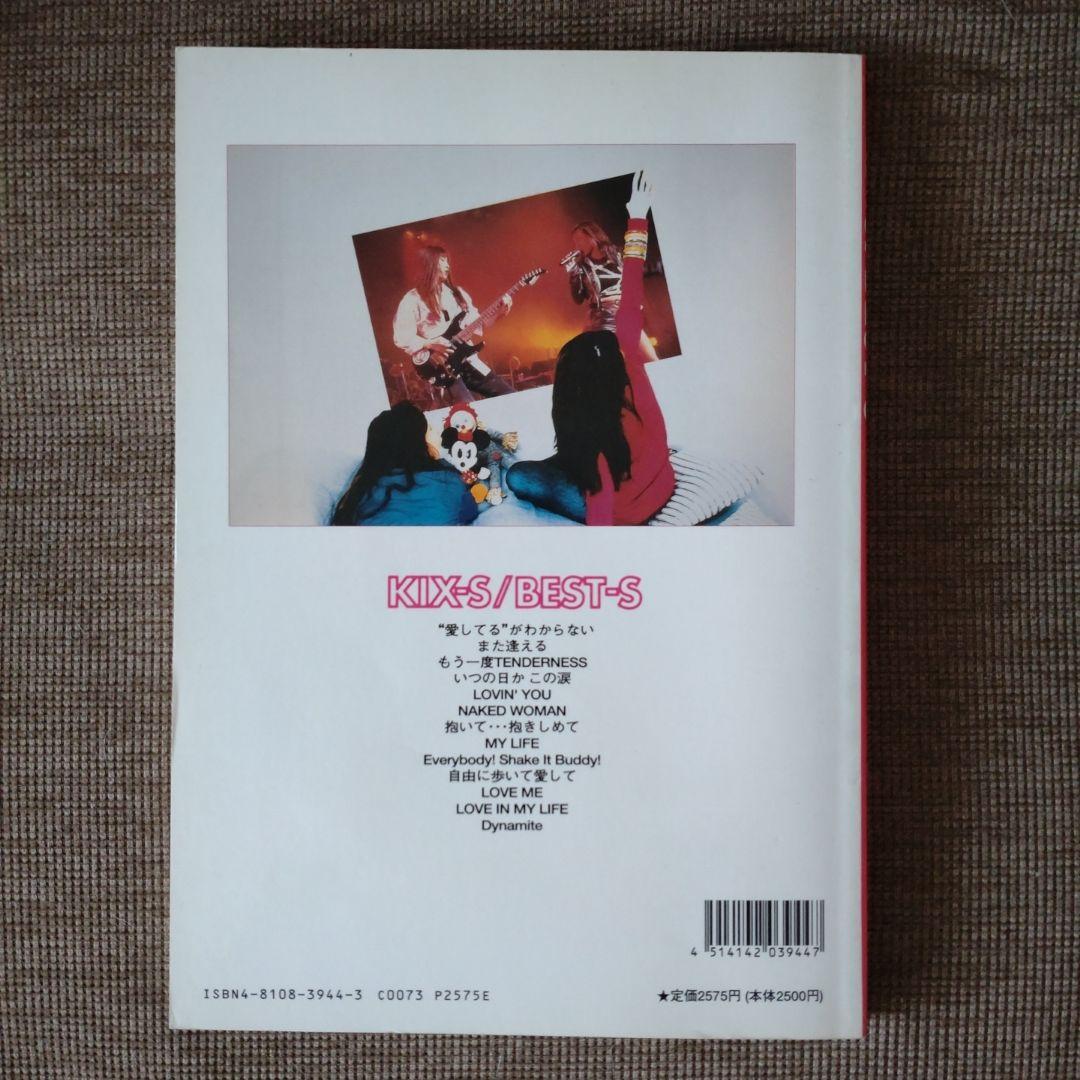 KIX-S/BEST-S
“愛してる”がわからない
また逢える
もう一度TENDERNESS
いつの日か この涙
LOVIN' YOU
NAKED WOMAN
抱いて･･･抱きしめて
MY LIFE
Everybody! Shake It Buddy!
自由に歩いて愛して
LOVE ME
LOVE IN MY LIFE
Dynamite
4 514142 039447
ISBN4-8108-3944-3 C0073 P2575E
★定価2575円 (本体2500円)